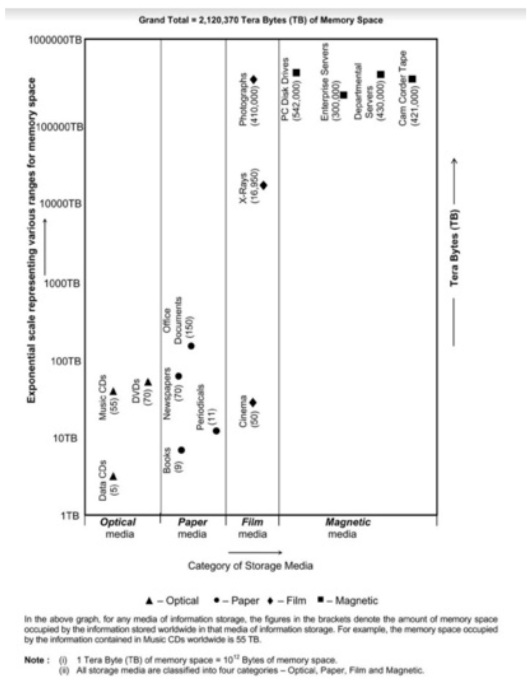 Grand Total = 2,120,370 Tera Bytes (TB) of Memory Space
Exponential scale representing various ranges for memory space
1000000TB
100000TB
10000TB
1000TB
100TB
10TB
1TB
Data CDs
(5)
Music CDs
(55)
DVDs
(70)
Books
(9)
Newspapers
(70)
Office
Documents
(150)
Periodicals
(11)
Photographs
(410,000)
X-Rays
(16,950)
Cinema
(50)
PC Disk Drives
(542,000)
Enterprise Servers
(300,000)
Departmental
Servers
(430,000)
Cam Corder Tape
(421,000)
Tera Bytes (TB)
Optical
media
Paper
media
Film
media
Magnetic
media
Category of Storage Media
▲ – Optical ● – Paper ♦ – Film ■ – Magnetic
In the above graph, for any media of information storage, the figures in the brackets denote the amount of memory space
occupied by the information stored worldwide in that media of information storage. For example, the memory space occupied
by the information contained in Music CDs worldwide is 55 TB.
Note : (i) 1 Tera Byte (TB) of memory space = 10¹² Bytes of memory space.
(ii) All storage media are classified into four categories – Optical, Paper, Film and Magnetic.